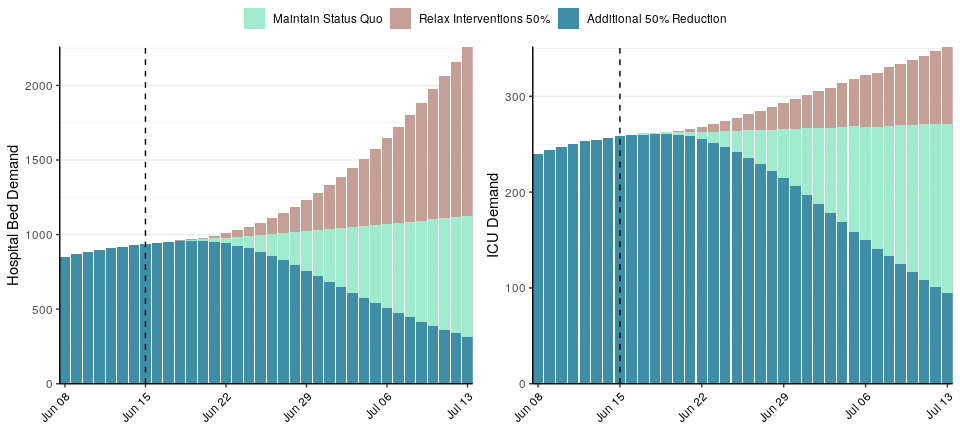 Maintain Status Quo Relax Interventions 50% Additional 50% Reduction
Hospital Bed Demand
2000
1500
1000
500
0
Jun 08 Jun 15 Jun 22 Jun 29 Jul 06 Jul 13
ICU Demand
300
200
100
0
Jun 08 Jun 15 Jun 22 Jun 29 Jul 06 Jul 13